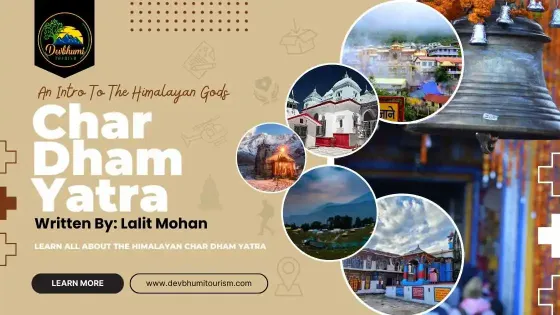 Devbhumi
TOURISM
An Intro To The Himalayan Gods
Char
Dham
Yatra
Written By: Lalit Mohan
LEARN ALL ABOUT THE HIMALAYAN CHAR DHAM YATRA
LEARN MORE
www.devbhumitourism.com